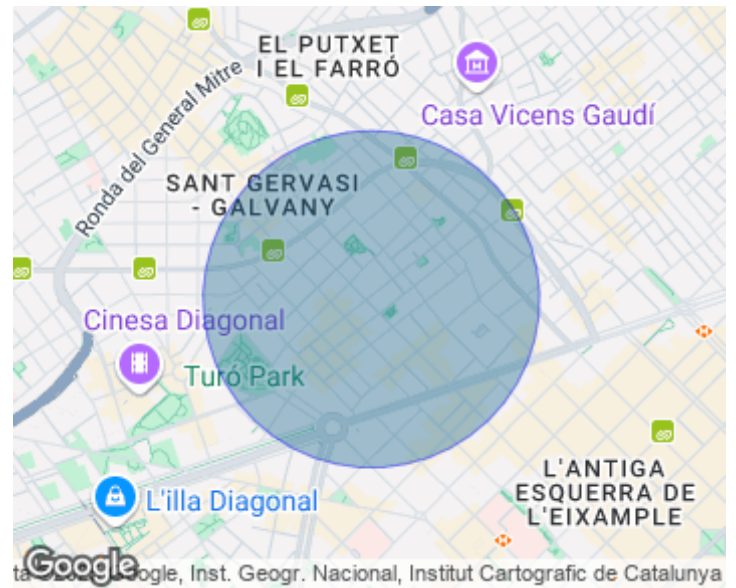 EL PUTXET
I EL FARRÓ
Casa Vicens Gaudí
Ronda del General Mitre
SANT GERVASI
- GALVANY
Cinesa Diagonal
Turó Park
L'illa Diagonal
L'ANTIGA
ESQUERRA DE
L'EIXAMPLE
Google
Google, Inst. Geogr. Nacional, Institut Cartografic de Catalunya